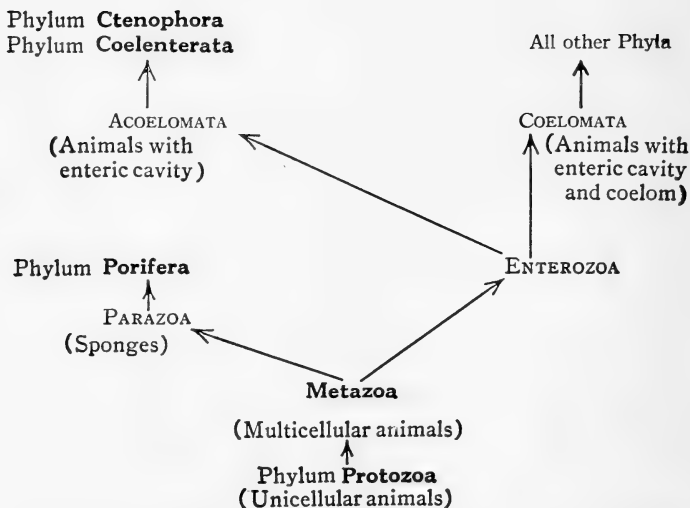 Phylum Ctenophora
Phylum Coelenterata
All other Phyla
ACOELOMATA
(Animals with
enteric cavity)
COELOMATA
(Animals with
enteric cavity
and coelom)
Phylum Porifera
ENTEROZOA
PARAZOA
(Sponges)
Metazoa
(Multicellular animals)
Phylum Protozoa
(Unicellular animals)